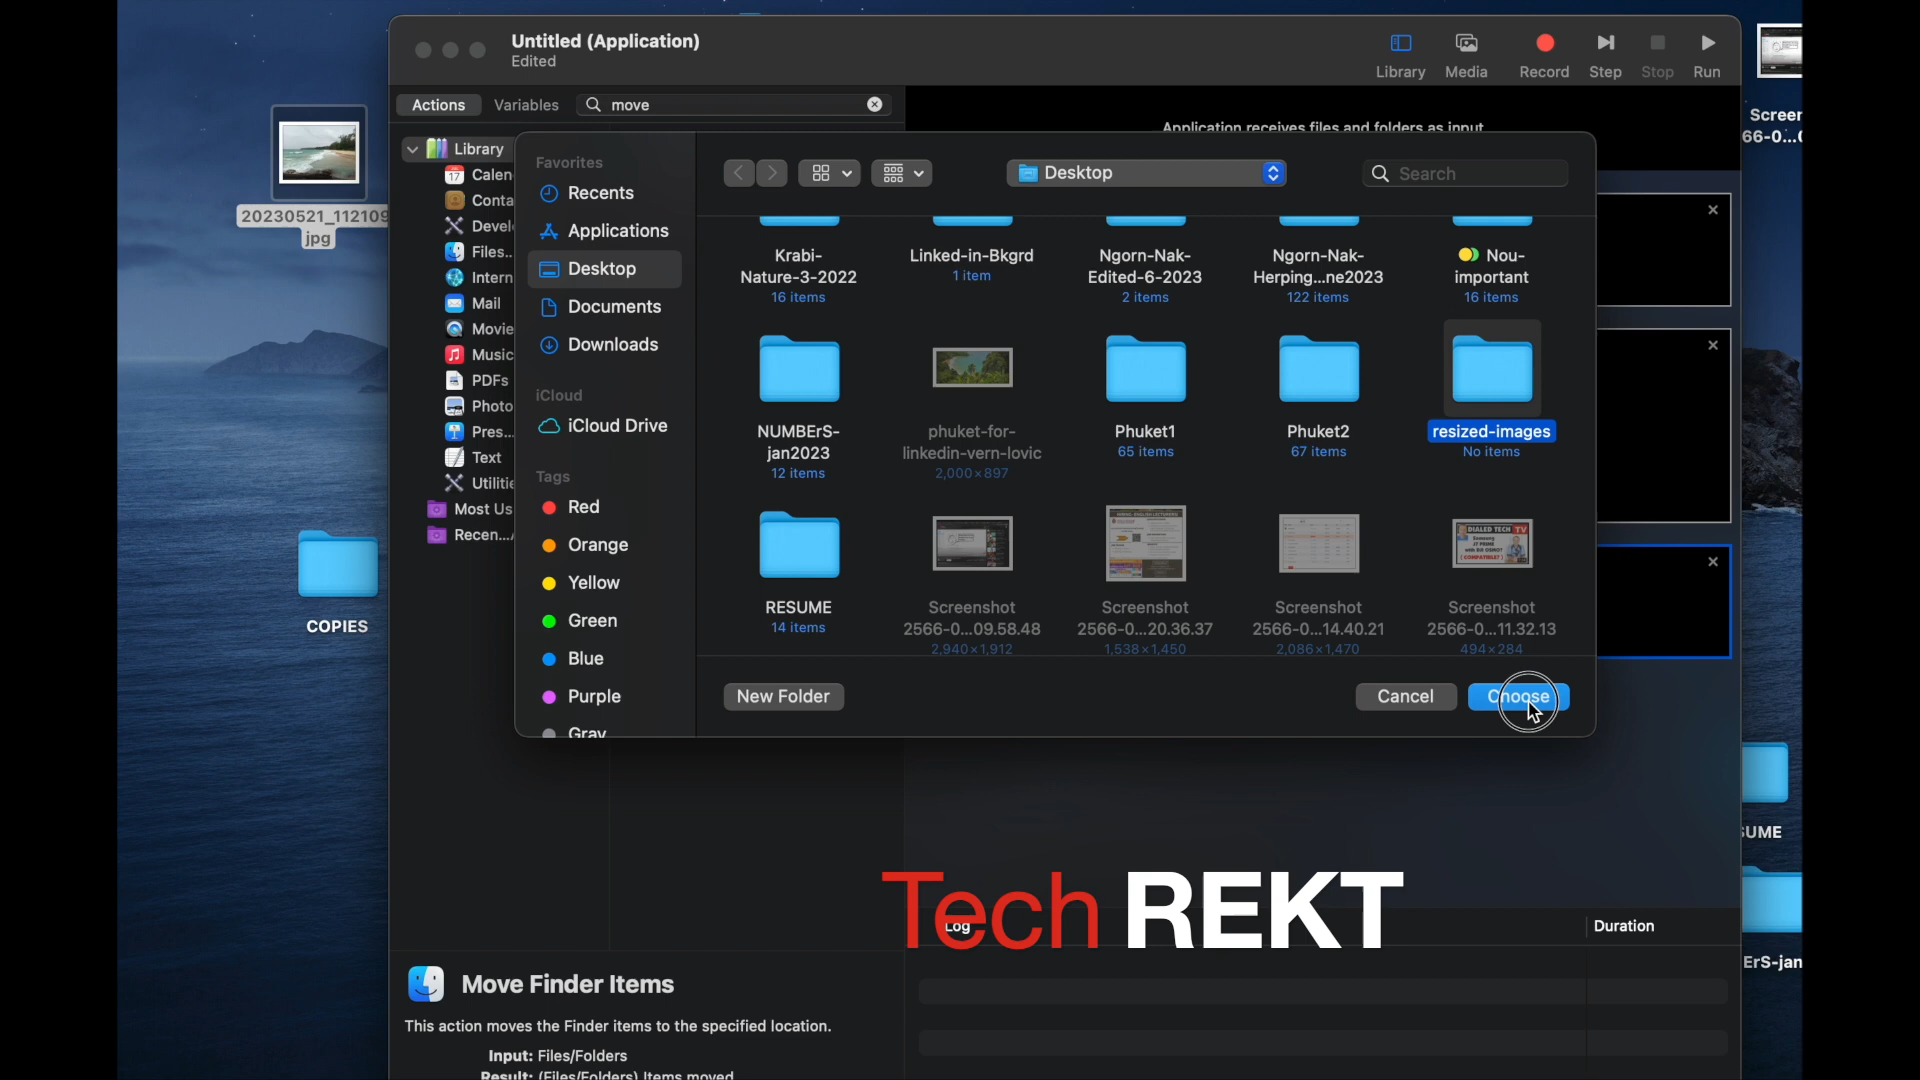 Untitled (Application)
Edited
Library
Media
Record
Step
Stop
Run
Actions
Variables
move
Application receives files and folders as input
Library
Calen
Conta
Devel
Files...
Intern
Mail
Movie
Music
PDFs
Photo
Pres...
Text
Utilitie
Most Us
Recen...
Favorites
Recents
Applications
Desktop
Documents
Downloads
iCloud
iCloud Drive
Tags
Red
Orange
Yellow
Green
Blue
Purple
Gray
Desktop
Search
Krabi-
Nature-3-2022
16 items
Linked-in-Bkgrd
1 item
Ngorn-Nak-
Edited-6-2023
2 items
Ngorn-Nak-
Herping...ne2023
122 items
Nou-
important
16 items
NUMBErS-
jan2023
12 items
phuket-for-
linkedin-vern-lovic
2,000×897
Phuket1
65 items
Phuket2
67 items
resized-images
No items
RESUME
14 items
Screenshot
2566-0...09.58.48
2,940×1,912
Screenshot
2566-0...20.36.37
1,538×1,450
Screenshot
2566-0...14.40.21
2,086×1,470
DIALED TECH TV
Screenshot
2566-0...11.32.13
494×284
New Folder
Cancel
Choose
20230521_112109
jpg
COPIES
Screen
66-0...0
SUME
ErS-jan
Tech REKT
Log
Duration
Move Finder Items
This action moves the Finder items to the specified location.
Input: Files/Folders
Result: (Files/Folders) Items moved